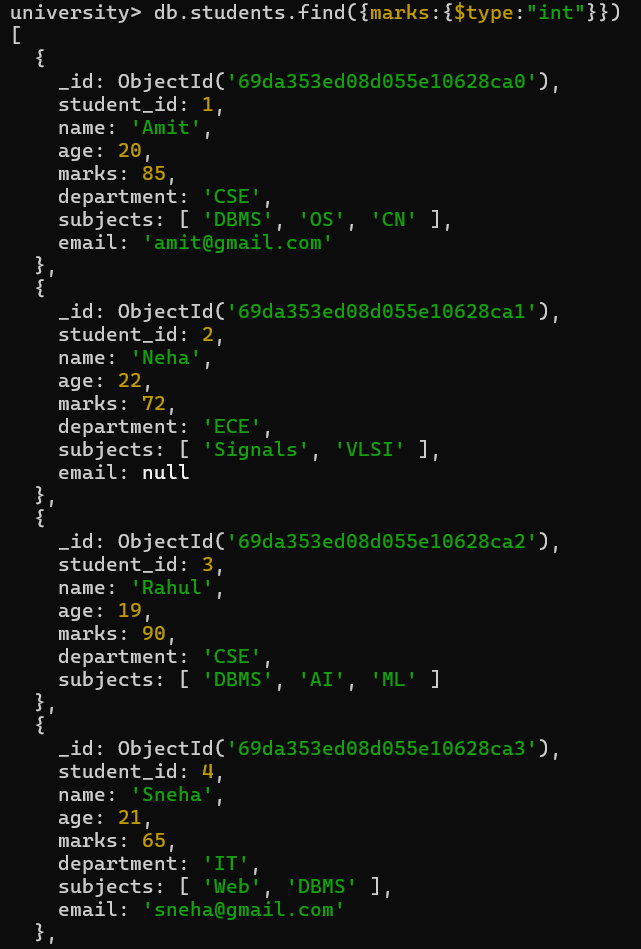 university> db.students.find({marks:{$type:"int"}})
[
  {
    _id: ObjectId('69da353ed08d055e10628ca0'),
    student_id: 1,
    name: 'Amit',
    age: 20,
    marks: 85,
    department: 'CSE',
    subjects: [ 'DBMS', 'OS', 'CN' ],
    email: 'amit@gmail.com'
  },
  {
    _id: ObjectId('69da353ed08d055e10628ca1'),
    student_id: 2,
    name: 'Neha',
    age: 22,
    marks: 72,
    department: 'ECE',
    subjects: [ 'Signals', 'VLSI' ],
    email: null
  },
  {
    _id: ObjectId('69da353ed08d055e10628ca2'),
    student_id: 3,
    name: 'Rahul',
    age: 19,
    marks: 90,
    department: 'CSE',
    subjects: [ 'DBMS', 'AI', 'ML' ]
  },
  {
    _id: ObjectId('69da353ed08d055e10628ca3'),
    student_id: 4,
    name: 'Sneha',
    age: 21,
    marks: 65,
    department: 'IT',
    subjects: [ 'Web', 'DBMS' ],
    email: 'sneha@gmail.com'
  },